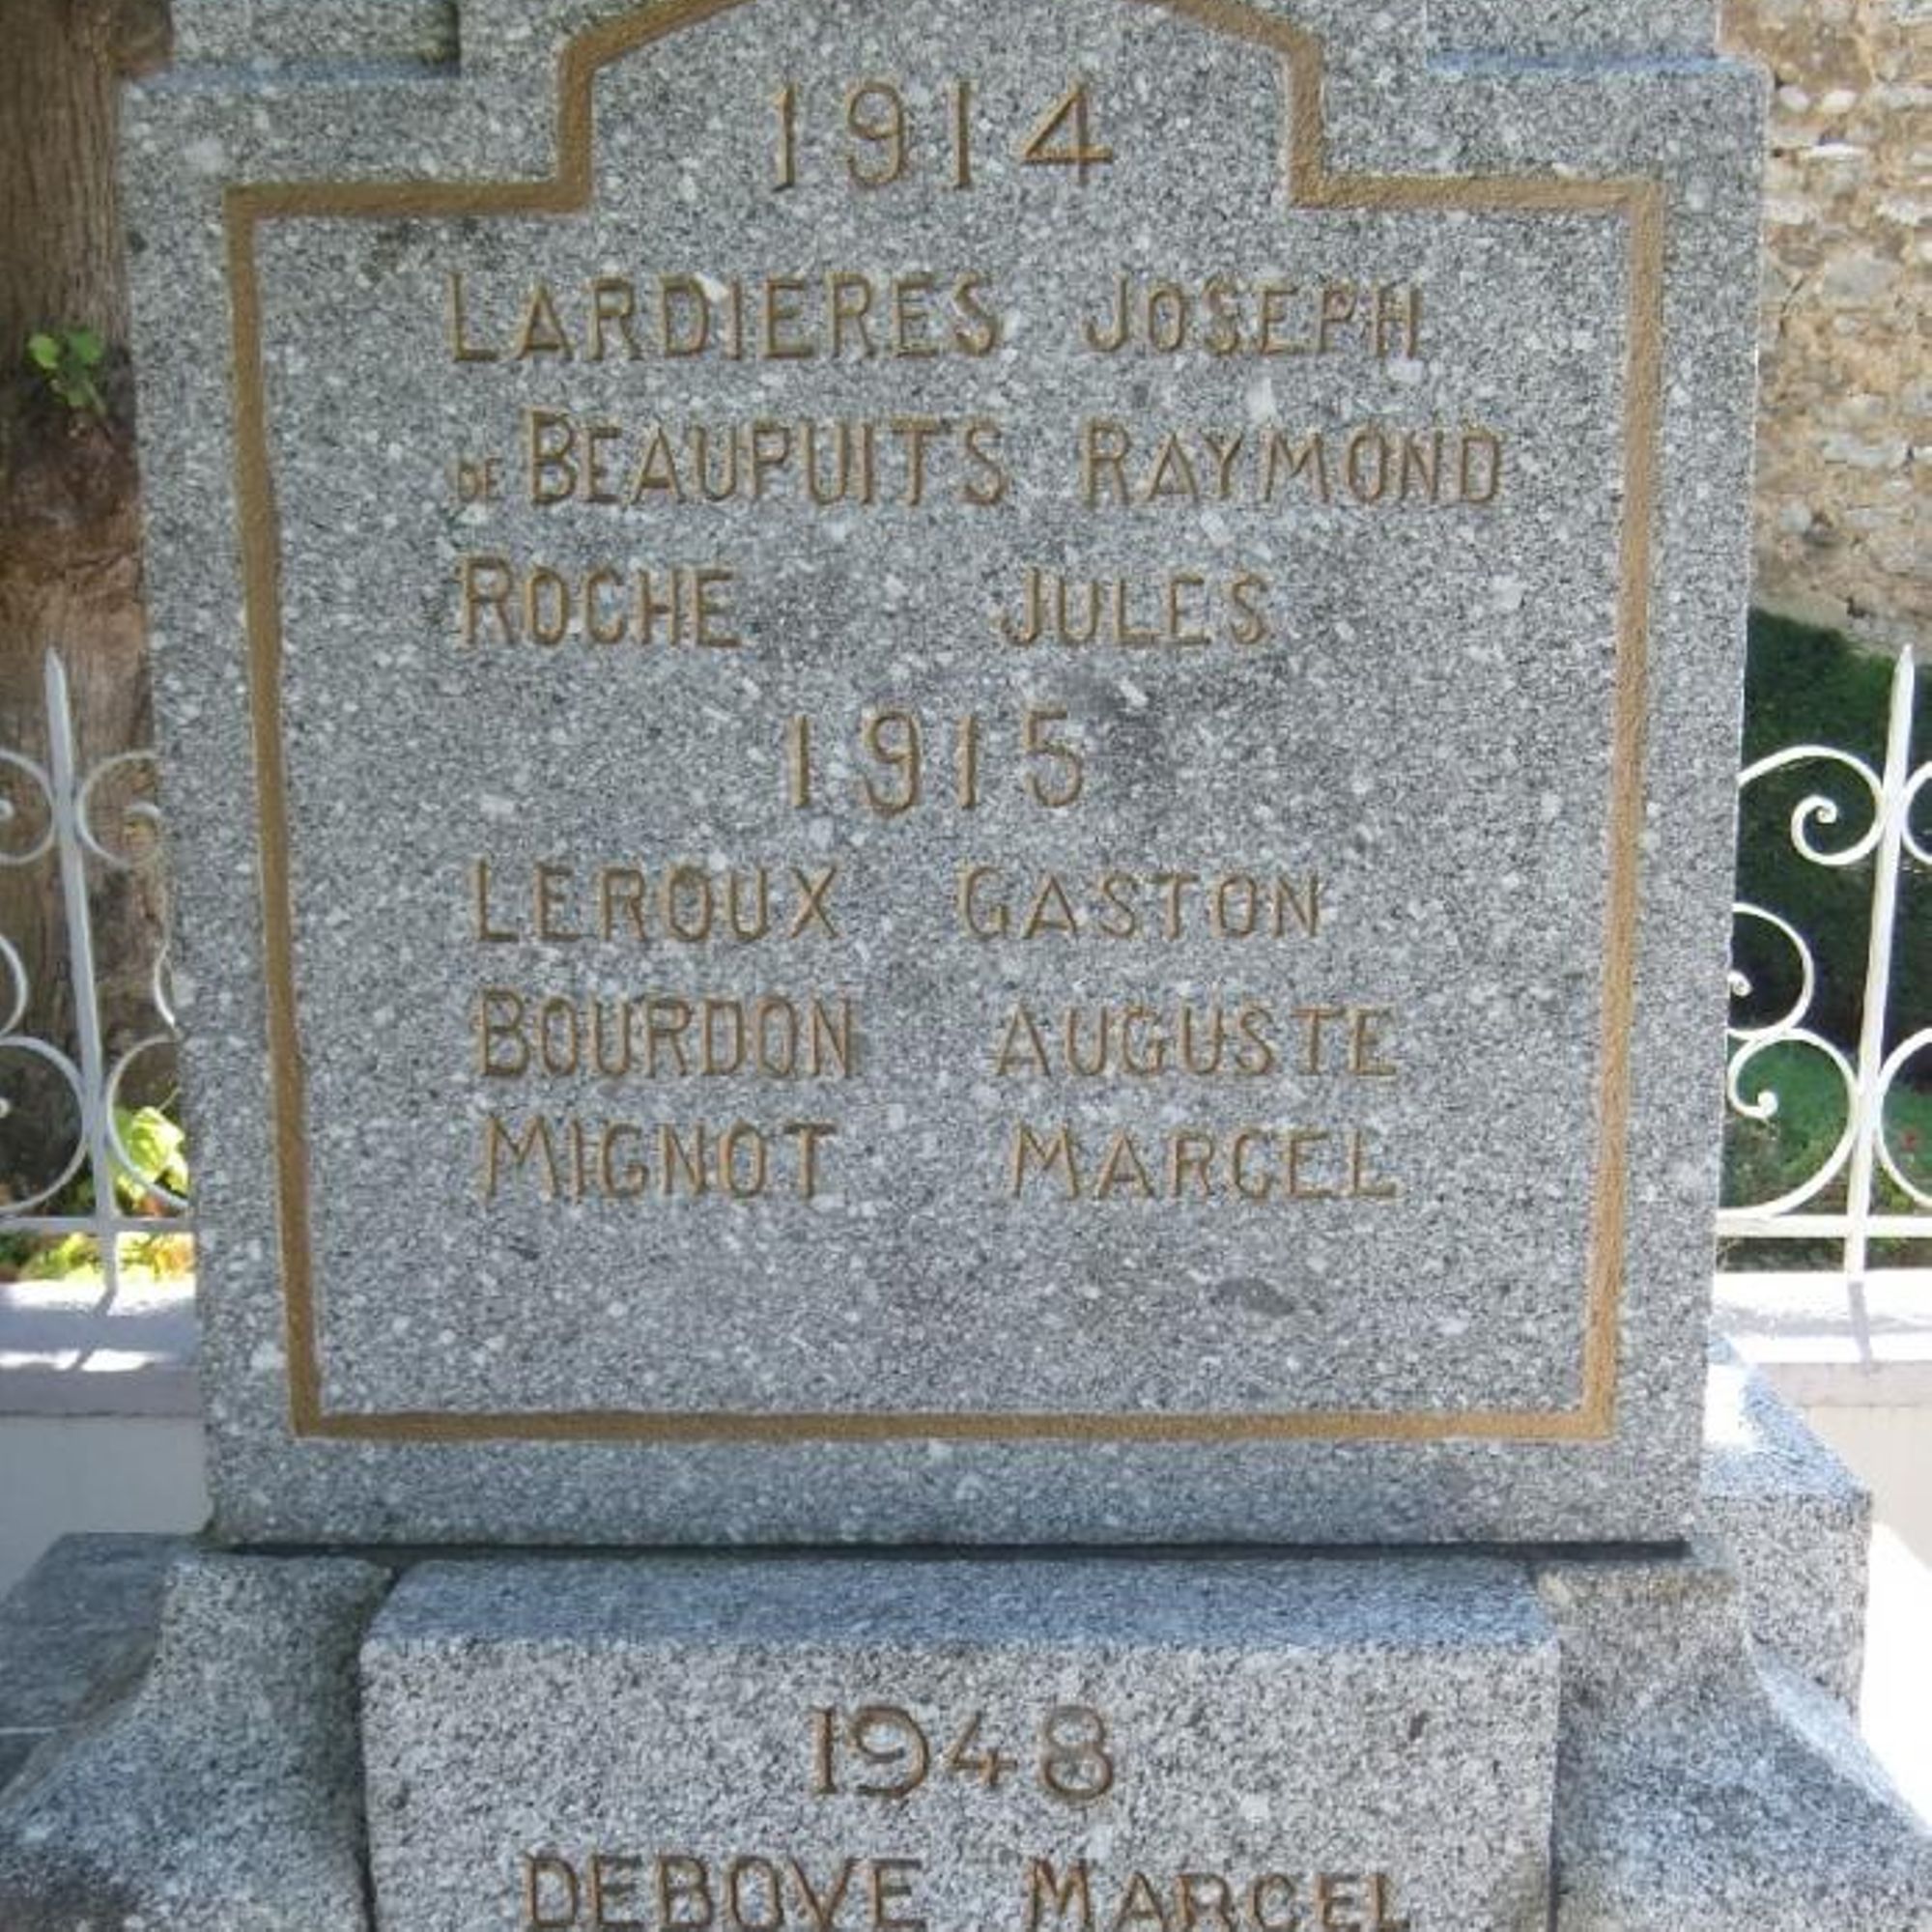 1914
LARDIERES JOSEPH
DE BEAUPUITS RAYMOND
ROCHE JULES
1915
LEROUX GASTON
BOURDON AUGUSTE
MIGNOT MARCEL
1948
DEBOVE MARCEL